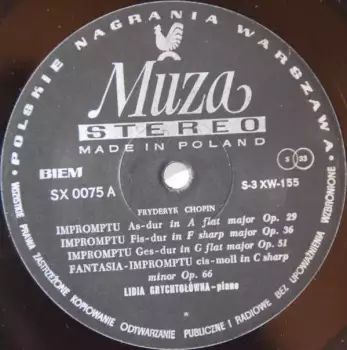 • POLSKIE NAGRANIA WARSZAWA •
Muza
STEREO
MADE IN POLAND
BIEM
SX 0075 A
S-3 XW-155
S 33
FRYDERYK CHOPIN
IMPROMPTU As-dur in A flat major Op. 29
IMPROMPTU Fis-dur in F sharp major Op. 36
IMPROMPTU Ges-dur in G flat major Op. 51
FANTASIA-IMPROMPTU cis-moll in C sharp
minor Op. 66
LIDIA GRYCHTOŁÓWNA-piano
WSZELKIE PRAWA ZASTRZEŻONE KOPIOWANIE ODTWARZANIE PUBLICZNE I RADIOWE BEZ UPOWAŻNIENIA WZBRONIONE